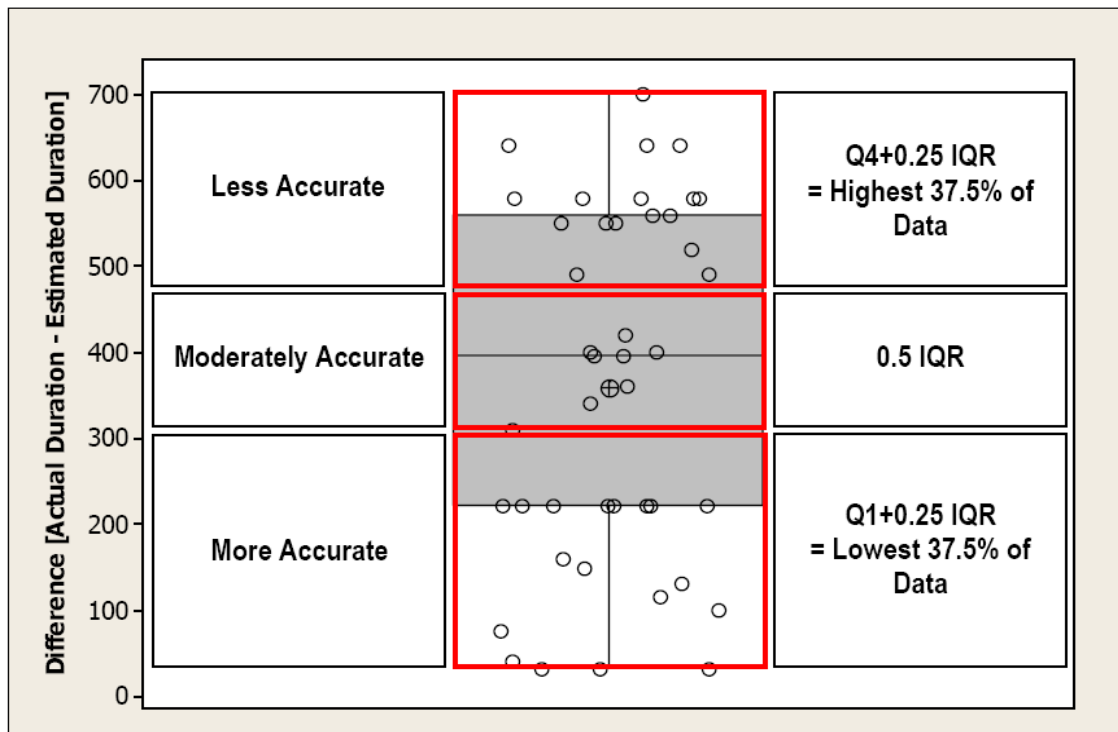 Difference [Actual Duration - Estimated Duration]
700
600
500
400
300
200
100
0
Less Accurate
Moderately Accurate
More Accurate
Q4+0.25 IQR
= Highest 37.5% of
Data
0.5 IQR
Q1+0.25 IQR
= Lowest 37.5% of
Data